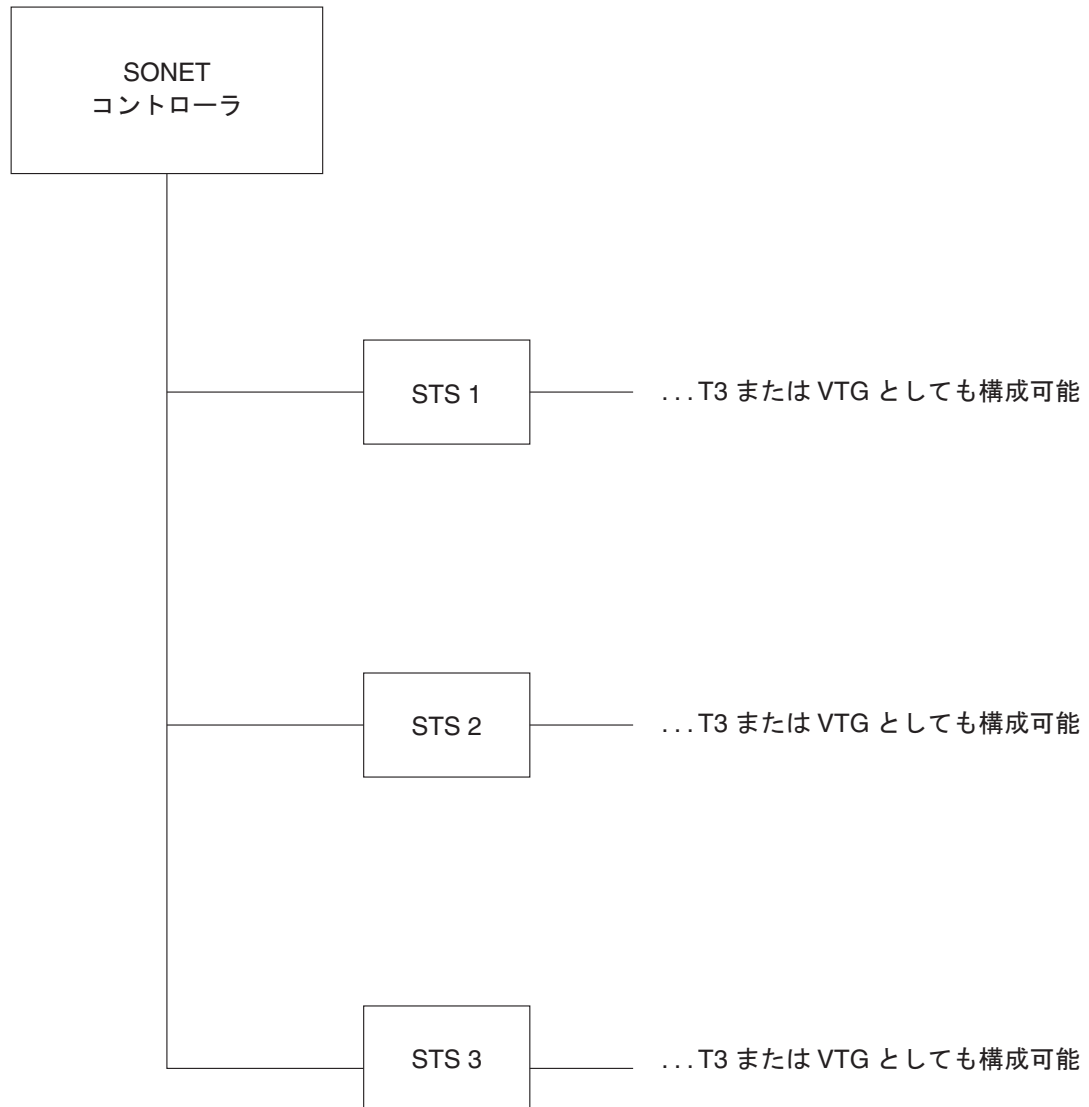 SONET
コントローラ
STS 1
...T3 または VTG としても構成可能
STS 2
...T3 または VTG としても構成可能
STS 3
...T3 または VTG としても構成可能